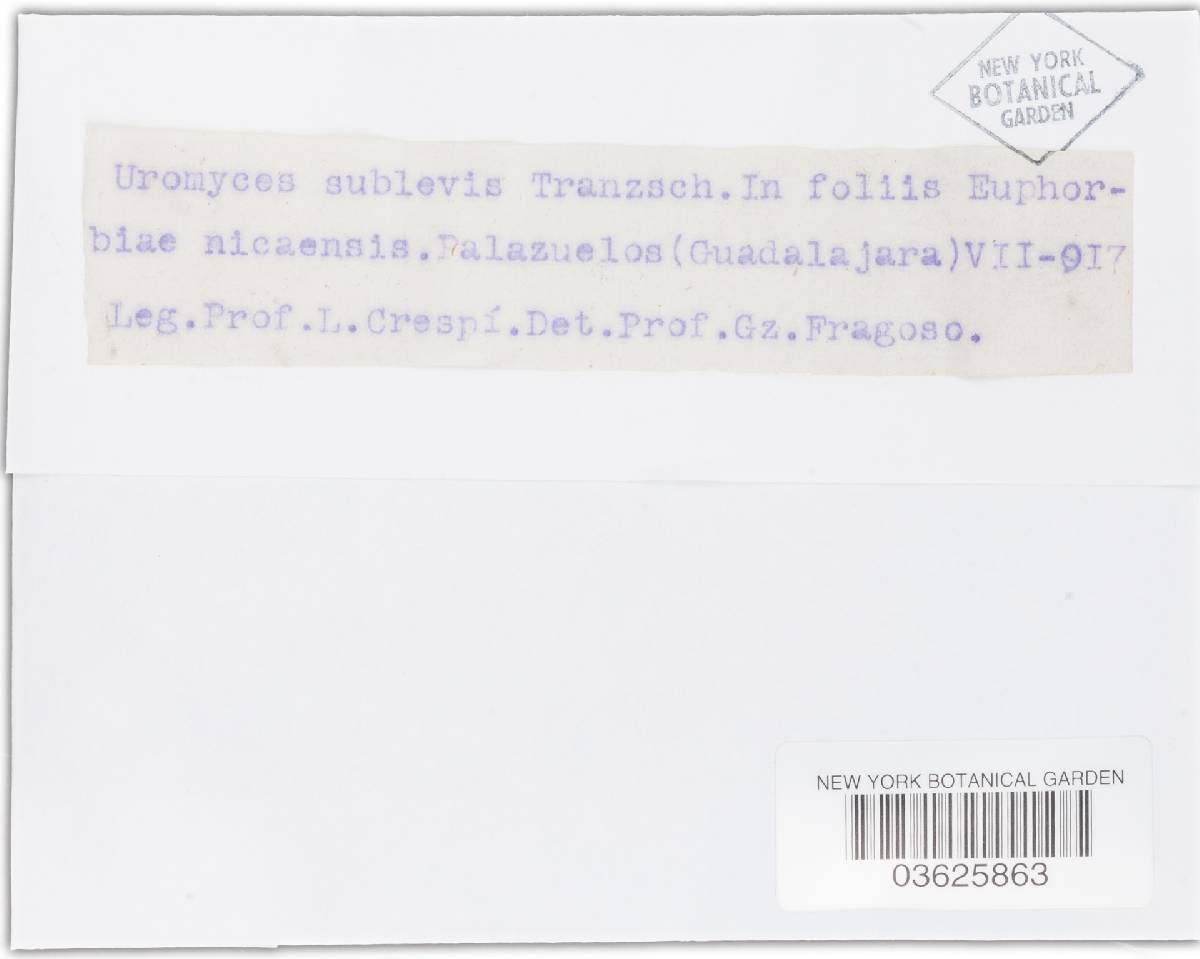 NEW YORK
BOTANICAL
GARDEN
Uromyces sublevis Tranzsch.In foliis Euphor-
biae nicaensis.Palazuelos(Guadalajara)VII-9I7
Leg.Prof.L.Crespí.Det.Prof.Gz.Fragoso.
NEW YORK BOTANICAL GARDEN
03625863